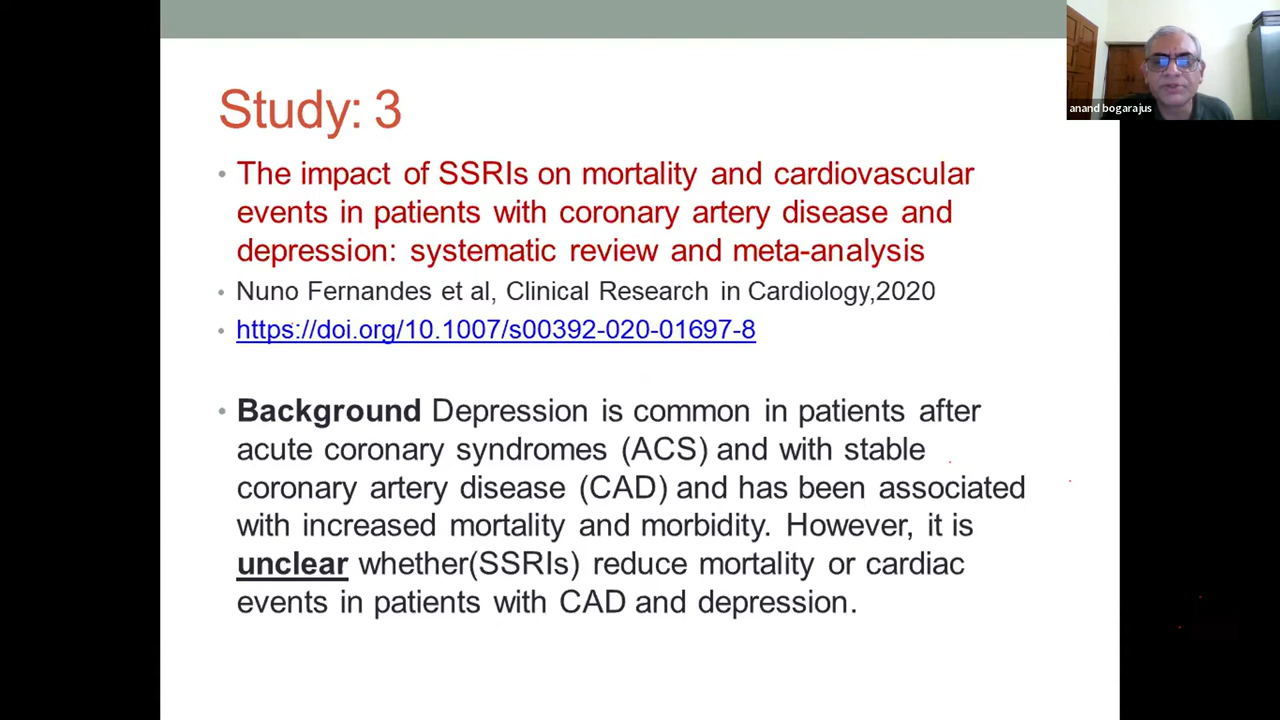 Study: 3
• The impact of SSRIs on mortality and cardiovascular
events in patients with coronary artery disease and
depression: systematic review and meta-analysis
• Nuno Fernandes et al, Clinical Research in Cardiology,2020
• https://doi.org/10.1007/s00392-020-01697-8
• Background Depression is common in patients after
acute coronary syndromes (ACS) and with stable
coronary artery disease (CAD) and has been associated
with increased mortality and morbidity. However, it is
unclear whether(SSRIs) reduce mortality or cardiac
events in patients with CAD and depression.
anand bogarajus